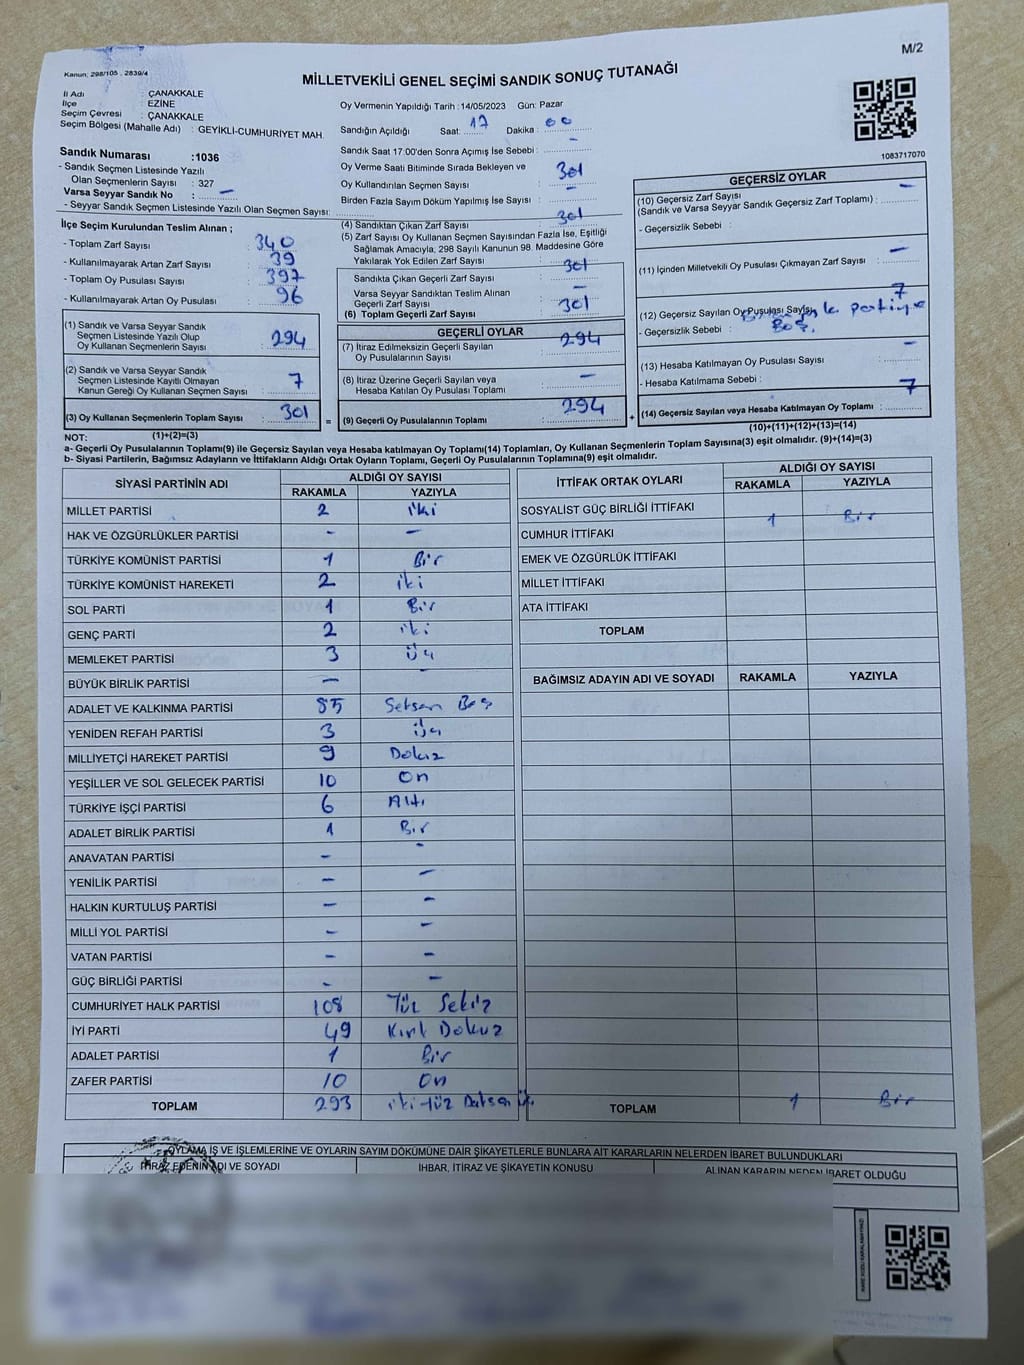 M/2
Kanun: 298/105 , 2839/4
MİLLETVEKİLİ GENEL SEÇİMİ SANDIK SONUÇ TUTANAĞI
İl Adı : ÇANAKKALE
İlçe : EZİNE
Seçim Çevresi : ÇANAKKALE
Seçim Bölgesi (Mahalle Adı) : GEYİKLİ-CUMHURİYET MAH.
Sandık Numarası :1036
- Sandık Seçmen Listesinde Yazılı
Olan Seçmenlerin Sayısı : 327
Varsa Seyyar Sandık No : -
- Seyyar Sandık Seçmen Listesinde Yazılı Olan Seçmen Sayısı:
Oy Vermenin Yapıldığı Tarih :14/05/2023 Gün: Pazar
Sandığın Açıldığı Saat: 17 Dakika : 00
Sandık Saat 17:00'den Sonra Açılmış İse Sebebi : -
Oy Verme Saati Bitiminde Sırada Bekleyen ve
Oy Kullandırılan Seçmen Sayısı : 301
Birden Fazla Sayım Döküm Yapılmış İse Sayısı : -
(4) Sandıktan Çıkan Zarf Sayısı : 301
(5) Zarf Sayısı Oy Kullanan Seçmen Sayısından Fazla İse, Eşitliği
Sağlamak Amacıyla, 298 Sayılı Kanunun 98. Maddesine Göre
Yakılarak Yok Edilen Zarf Sayısı :
Sandıkta Çıkan Geçerli Zarf Sayısı : 301
Varsa Seyyar Sandıktan Teslim Alınan
Geçerli Zarf Sayısı : -
(6) Toplam Geçerli Zarf Sayısı : 301
İlçe Seçim Kurulundan Teslim Alınan ;
- Toplam Zarf Sayısı : 340
- Kullanılmayarak Artan Zarf Sayısı : 39
- Toplam Oy Pusulası Sayısı : 397
- Kullanılmayarak Artan Oy Pusulası : 96
(1) Sandık ve Varsa Seyyar Sandık
Seçmen Listesinde Yazılı Olup
Oy Kullanan Seçmenlerin Sayısı : 294
(2) Sandık ve Varsa Seyyar Sandık
Seçmen Listesinde Kayıtlı Olmayan
Kanun Gereği Oy Kullanan Seçmen Sayısı : 7
(3) Oy Kullanan Seçmenlerin Toplam Sayısı : 301
(1)+(2)=(3)
GEÇERLİ OYLAR
(7) İtiraz Edilmeksizin Geçerli Sayılan
Oy Pusulalarının Sayısı : 294
(8) İtiraz Üzerine Geçerli Sayılan veya
Hesaba Katılan Oy Pusulası Toplamı : -
(9) Geçerli Oy Pusulalarının Toplamı : 294
1083717070
GEÇERSİZ OYLAR
(10) Geçersiz Zarf Sayısı -
(Sandık ve Varsa Seyyar Sandık Geçersiz Zarf Toplamı) :
- Geçersizlik Sebebi :
(11) İçinden Milletvekili Oy Pusulası Çıkmayan Zarf Sayısı : -
(12) Geçersiz Sayılan Oy Pusulası Sayısı : 7
- Geçersizlik Sebebi : partiye
Boş.
(13) Hesaba Katılmayan Oy Pusulası Sayısı -
- Hesaba Katılmama Sebebi :
(14) Geçersiz Sayılan veya Hesaba Katılmayan Oy Toplamı : 7
(10)+(11)+(12)+(13)=(14)
NOT:
a- Geçerli Oy Pusulalarının Toplamı(9) ile Geçersiz Sayılan veya Hesaba katılmayan Oy Toplamı(14) Toplamları, Oy Kullanan Seçmenlerin Toplam Sayısına(3) eşit olmalıdır. (9)+(14)=(3)
b- Siyasi Partilerin, Bağımsız Adayların ve İttifakların Aldığı Ortak Oyların Toplamı, Geçerli Oy Pusulalarının Toplamına(9) eşit olmalıdır.
SİYASİ PARTİNİN ADI ALDIĞI OY SAYISI
RAKAMLA YAZIYLA
MİLLET PARTİSİ 2 iki
HAK VE ÖZGÜRLÜKLER PARTİSİ - -
TÜRKİYE KOMÜNİST PARTİSİ 1 Bir
TÜRKİYE KOMÜNİST HAREKETİ 2 iki
SOL PARTİ 1 Bir
GENÇ PARTİ 2 iki
MEMLEKET PARTİSİ 3 üç
BÜYÜK BİRLİK PARTİSİ - -
ADALET VE KALKINMA PARTİSİ 85 Seksen Beş
YENİDEN REFAH PARTİSİ 3 üç
MİLLİYETÇİ HAREKET PARTİSİ 9 Dokuz
YEŞİLLER VE SOL GELECEK PARTİSİ 10 On
TÜRKİYE İŞÇİ PARTİSİ 6 Altı
ADALET BİRLİK PARTİSİ 1 Bir
ANAVATAN PARTİSİ - -
YENİLİK PARTİSİ - -
HALKIN KURTULUŞ PARTİSİ - -
MİLLİ YOL PARTİSİ - -
VATAN PARTİSİ - -
GÜÇ BİRLİĞİ PARTİSİ - -
CUMHURİYET HALK PARTİSİ 108 Yüz Sekiz
İYİ PARTİ 49 Kırk Dokuz
ADALET PARTİSİ 1 Bir
ZAFER PARTİSİ 10 On
TOPLAM 293 iki yüz
İTTİFAK ORTAK OYLARI ALDIĞI OY SAYISI
RAKAMLA YAZIYLA
SOSYALİST GÜÇ BİRLİĞİ İTTİFAKI
CUMHUR İTTİFAKI 1 Bir
EMEK VE ÖZGÜRLÜK İTTİFAKI
MİLLET İTTİFAKI
ATA İTTİFAKI
TOPLAM
BAĞIMSIZ ADAYIN ADI VE SOYADI RAKAMLA YAZIYLA
TOPLAM 1 Bir
OYLAMA İŞ VE İŞLEMLERİNE VE OYLARIN SAYIM DÖKÜMÜNE DAİR ŞİKAYETLERLE BUNLARA AİT KARARLARIN NELERDEN İBARET BULUNDUKLARI
İTİRAZ EDENİN ADI VE SOYADI İHBAR, İTİRAZ VE ŞİKAYETİN KONUSU ALINAN KARARIN NEDEN İBARET OLDUĞU